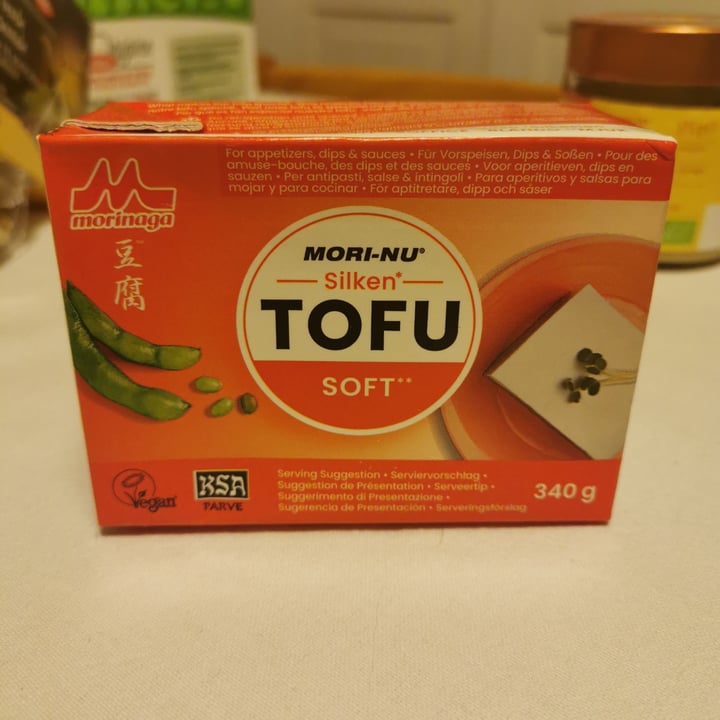 For appetizers, dips & sauces • Für Vorspeisen, Dips & Soßen • Pour des
amuse-bouche, des dips et des sauces • Voor aperitieven, dips en
sauzen • Per antipasti, salse & intingoli • Para aperitivos y salsas para
mojar y para cocinar • För aptitretare, dipp och såser
morinaga
豆腐
MORI-NU®
Silken*
TOFU
SOFT**
Vegan
KSA
PARVE
Serving Suggestion • Serviervorschlag •
Suggestion de Présentation • Serveertip •
Suggerimento di Presentazione •
Sugerencia de Presentación • Serveringsförslag
340 g